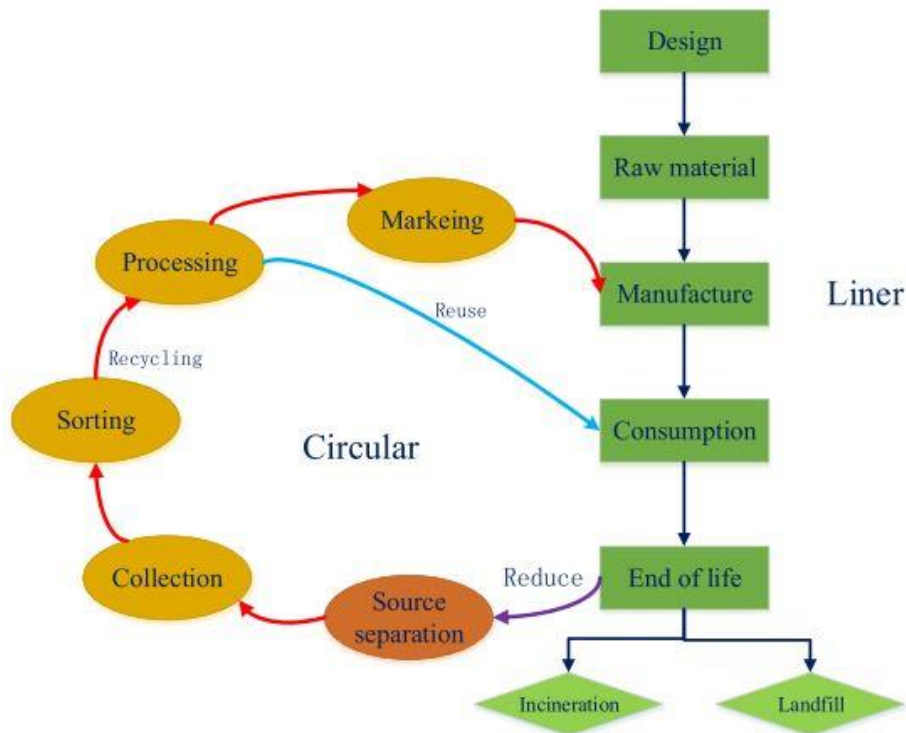 Design
Raw material
Markeing
Processing
Manufacture
Liner
Reuse
Recycling
Sorting
Consumption
Circular
Collection
Reduce
End of life
Source
separation
Incineration
Landfill